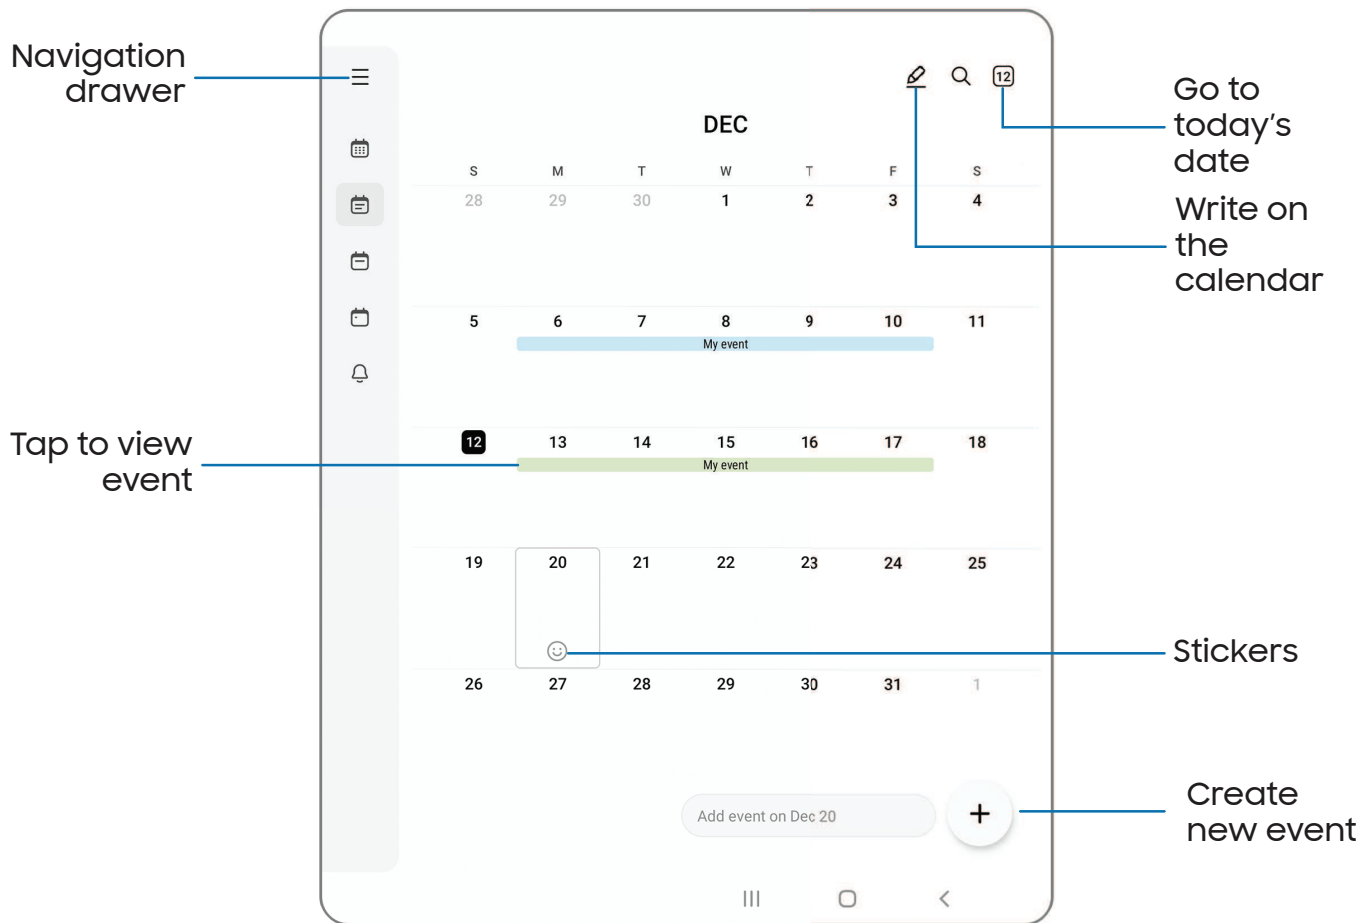 Navigation
drawer
12
Go to
today's
date
DEC
S M T W T F S
28 29 30 1 2 3 4
Write on
the
calendar
5 6 7 8 9 10 11
My event
12 13 14 15 16 17 18
My event
Tap to view
event
19 20 21 22 23 24 25
Stickers
26 27 28 29 30 31 1
Add event on Dec 20
Create
new event